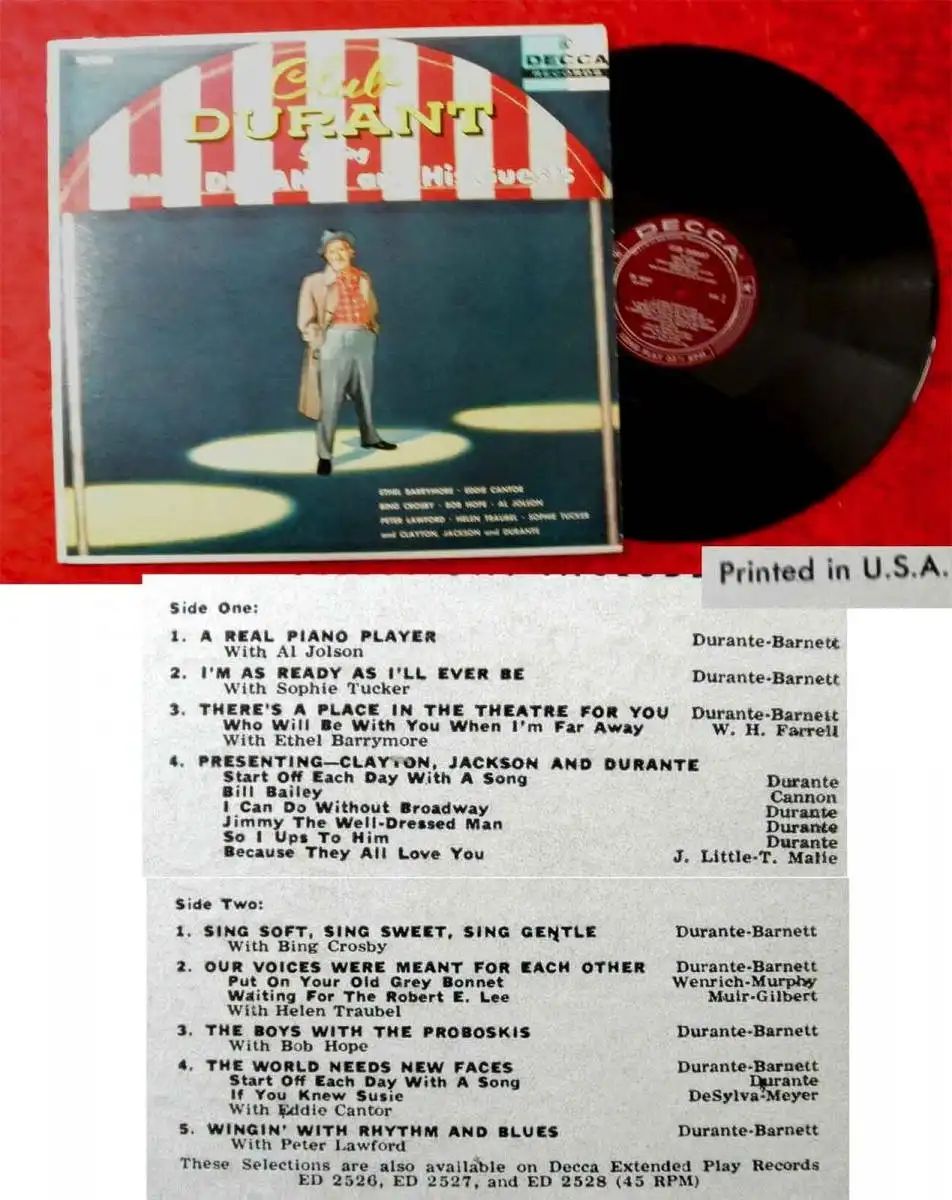 DECCA
RECORDS
Club
DURANT
and His Guests
ETHEL BARRYMORE · EDDIE CANTOR
BING CROSBY · BOB HOPE · AL JOLSON
PETER LAWFORD · HELEN TRAUBEL · SOPHIE TUCKER
and CLAYTON, JACKSON and DURANTE
DECCA
LONG PLAY 33⅓ RPM
Printed in U.S.A.
Side One:
1. A REAL PIANO PLAYER Durante-Barnett
With Al Jolson
2. I'M AS READY AS I'LL EVER BE Durante-Barnett
With Sophie Tucker
3. THERE'S A PLACE IN THE THEATRE FOR YOU Durante-Barnett
Who Will Be With You When I'm Far Away W. H. Farrell
With Ethel Barrymore
4. PRESENTING—CLAYTON, JACKSON AND DURANTE
Start Off Each Day With A Song Durante
Bill Bailey Cannon
I Can Do Without Broadway Durante
Jimmy The Well-Dressed Man Durante
So I Ups To Him Durante
Because They All Love You J. Little-T. Malie
Side Two:
1. SING SOFT, SING SWEET, SING GENTLE Durante-Barnett
With Bing Crosby
2. OUR VOICES WERE MEANT FOR EACH OTHER Durante-Barnett
Put On Your Old Grey Bonnet Wenrich-Murphy
Waiting For The Robert E. Lee Muir-Gilbert
With Helen Traubel
3. THE BOYS WITH THE PROBOSKIS Durante-Barnett
With Bob Hope
4. THE WORLD NEEDS NEW FACES Durante-Barnett
Start Off Each Day With A Song Durante
If You Knew Susie DeSylva-Meyer
With Eddie Cantor
5. WINGIN' WITH RHYTHM AND BLUES Durante-Barnett
With Peter Lawford
These Selections are also available on Decca Extended Play Records
ED 2526, ED 2527, and ED 2528 (45 RPM)